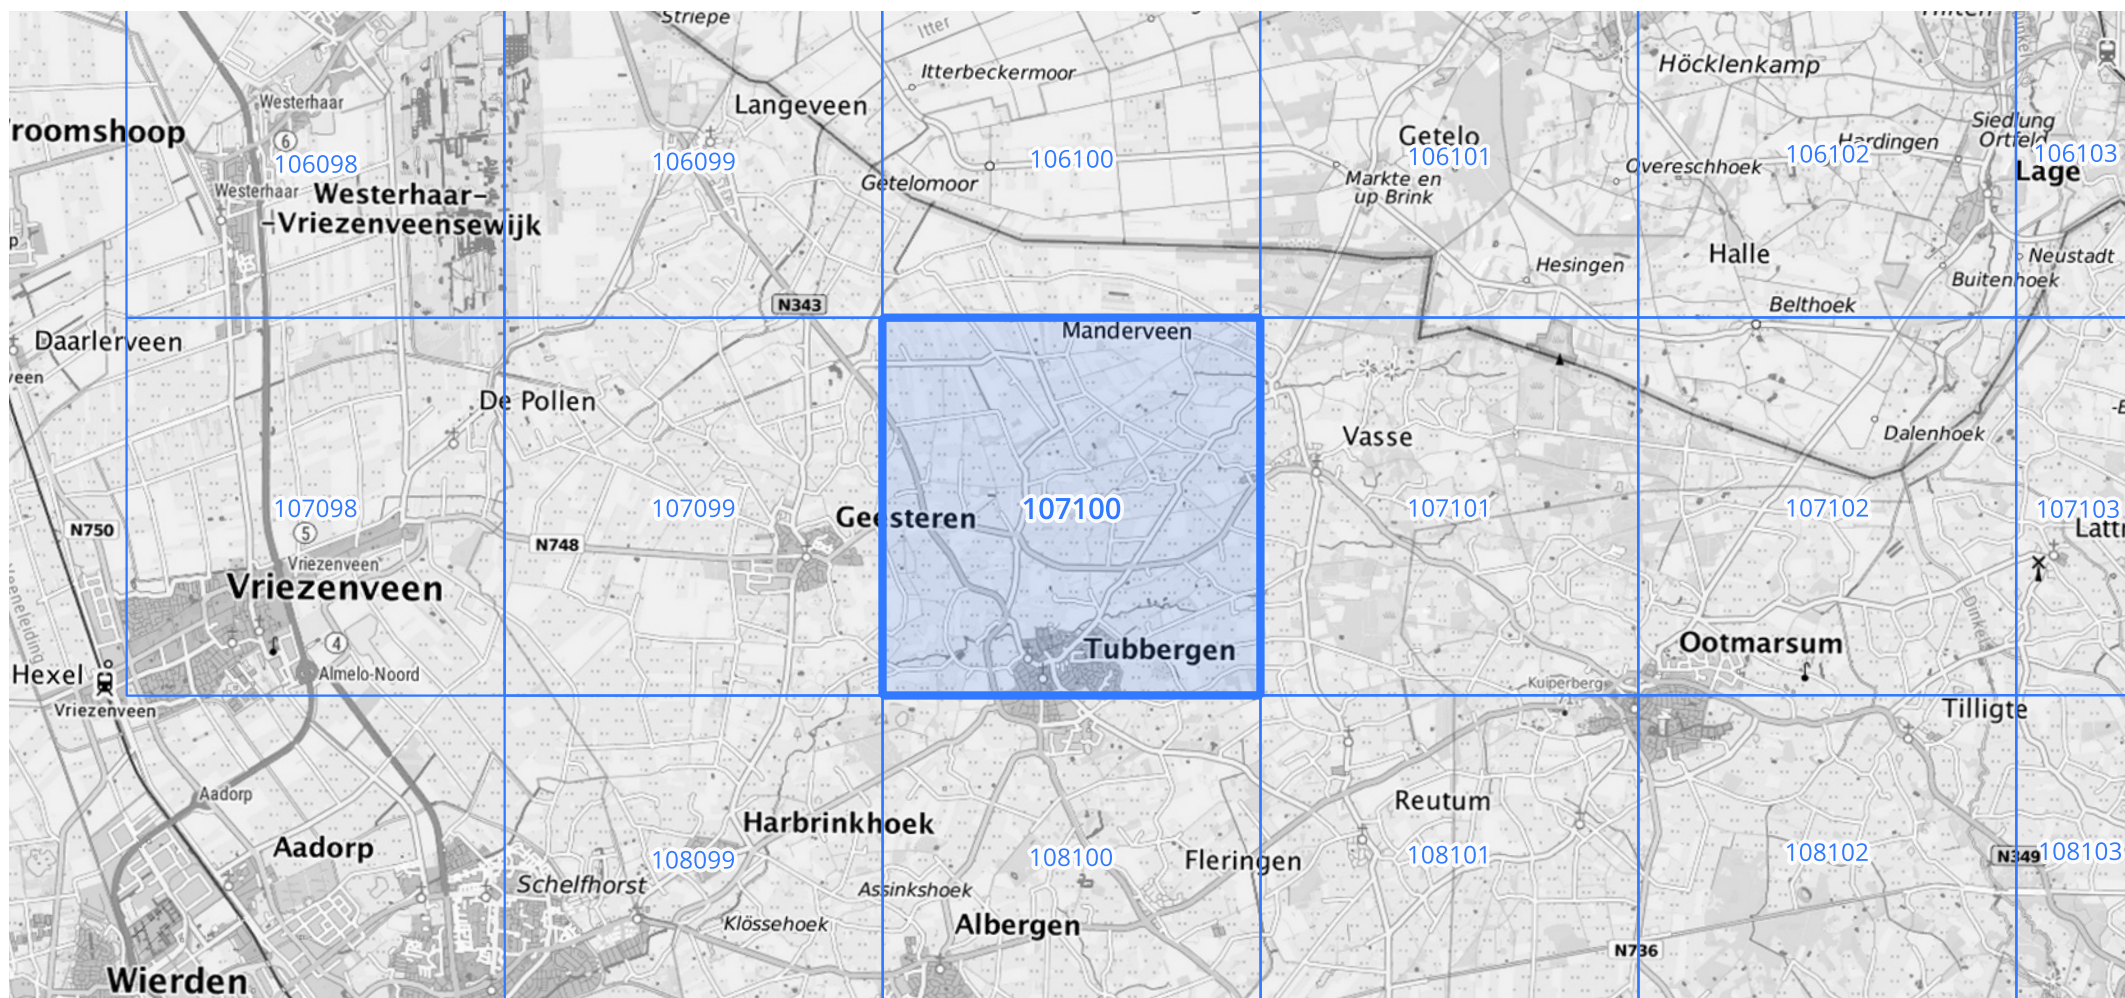 Striepe
Itter
Itterbeckermoor
Höcklenkamp
Westerhaar
Langeveen
roomshoop
6
Getelo
Siedlung
Ortfeld
Hardingen
106098
106099
106100
106101
106102
106103
Overeschhoek
Lage
Westerhaar
Westerhaar-
-Vriezenveensewijk
Getelomoor
Markte en
up Brink
Halle
Neustadt
Hesingen
Buitenhoek
N343
Belthoek
Daarlerveen
Manderveen
veen
De Pollen
Vasse
Dalenhoek
107098
107099
107100
107101
107102
107103
Geesteren
N750
5
N748
Lattr
Vriezenveen
Vriezenveen
4
Tubbergen
Ootmarsum
Hexel
Almelo-Noord
Kuiperberg
Vriezenveen
Tilligte
Dinkel
Aadorp
Reutum
Harbrinkhoek
Aadorp
108099
108100
Fleringen
108101
108102
N349
108103
Schelfhorst
Assinkshoek
Klössehoek
Albergen
N736
Wierden